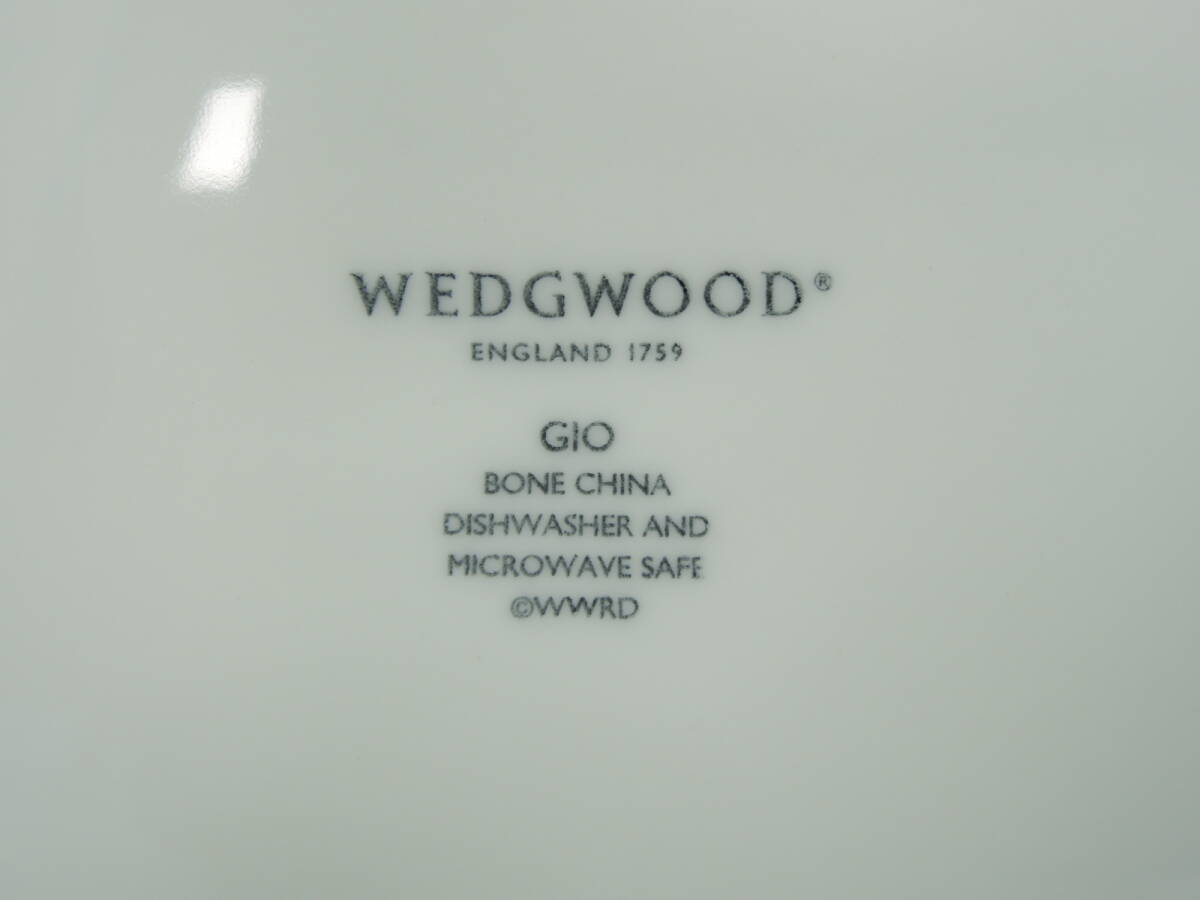 WEDGWOOD®
ENGLAND 1759
GIO
BONE CHINA
DISHWASHER AND
MICROWAVE SAFE
©WWRD